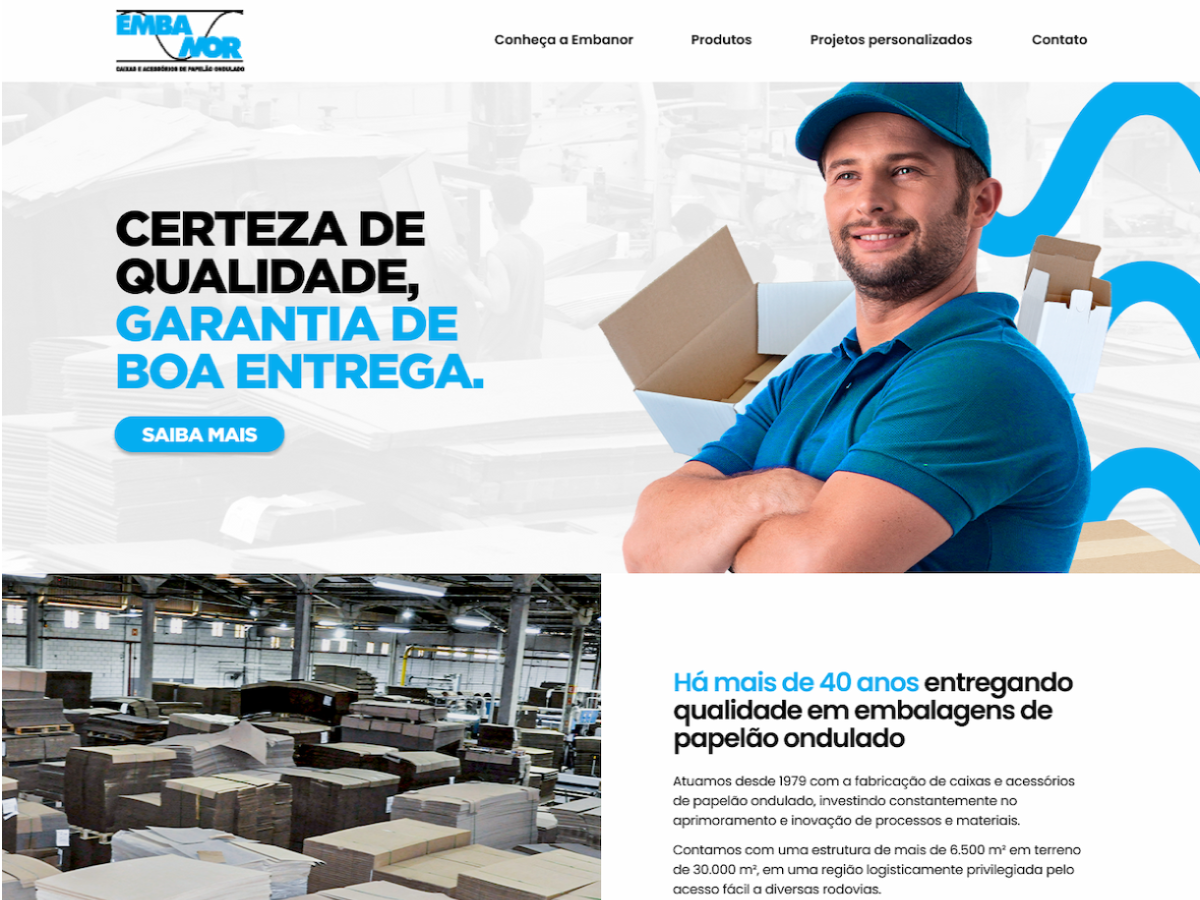 EMBA
NOR
CAIXAS E ACESSÓRIOS DE PAPELÃO ONDULADO
Conheça a Embanor
Produtos
Projetos personalizados
Contato
CERTEZA DE
QUALIDADE,
GARANTIA DE
BOA ENTREGA.
SAIBA MAIS
Há mais de 40 anos entregando
qualidade em embalagens de
papelão ondulado
Atuamos desde 1979 com a fabricação de caixas e acessórios
de papelão ondulado, investindo constantemente no
aprimoramento e inovação de processos e materiais.
Contamos com uma estrutura de mais de 6.500 m² em terreno
de 30.000 m², em uma região logisticamente privilegiada pelo
acesso fácil a diversas rodovias.